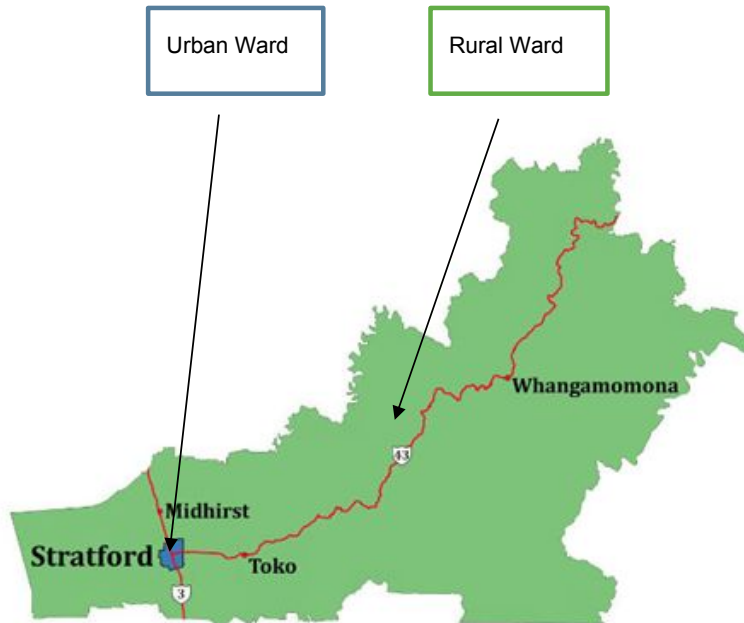 Urban Ward
Rural Ward
Whangamomona
43
Midhirst
Stratford
Toko
3